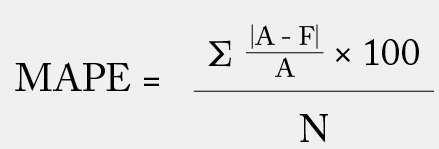 MAPE = Σ |A - F| / A × 100
N